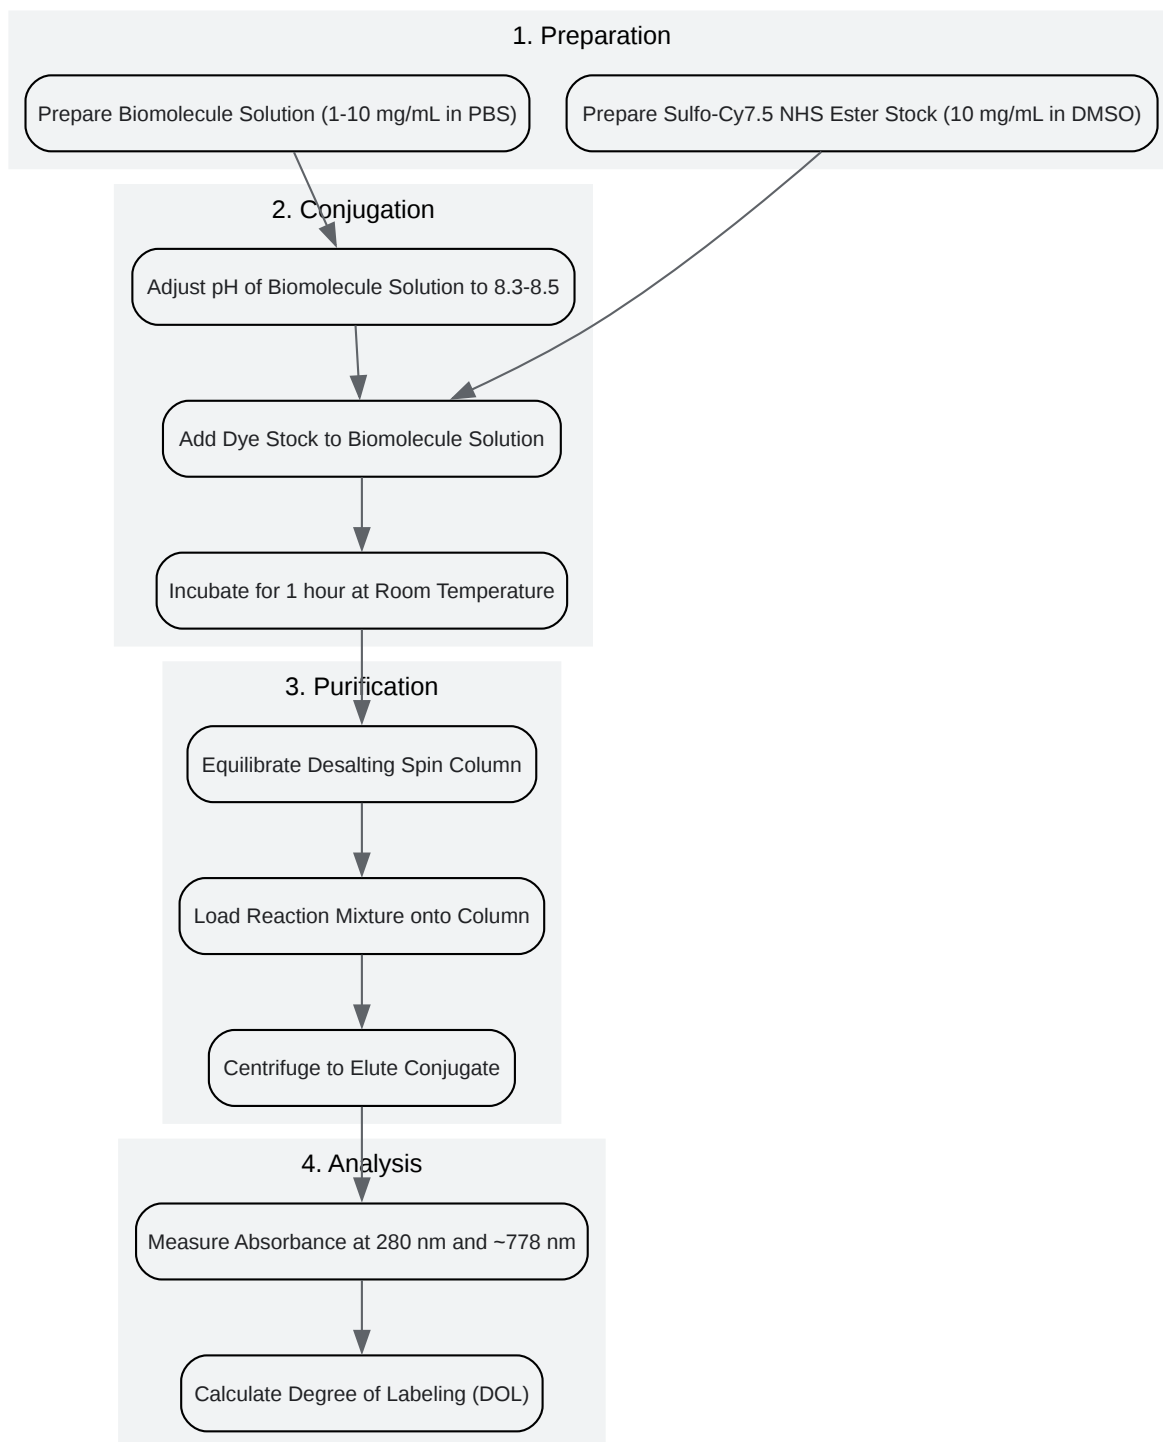 1. Preparation
Prepare Biomolecule Solution (1-10 mg/mL in PBS)
Prepare Sulfo-Cy7.5 NHS Ester Stock (10 mg/mL in DMSO)
2. Conjugation
Adjust pH of Biomolecule Solution to 8.3-8.5
Add Dye Stock to Biomolecule Solution
Incubate for 1 hour at Room Temperature
3. Purification
Equilibrate Desalting Spin Column
Load Reaction Mixture onto Column
Centrifuge to Elute Conjugate
4. Analysis
Measure Absorbance at 280 nm and ~778 nm
Calculate Degree of Labeling (DOL)